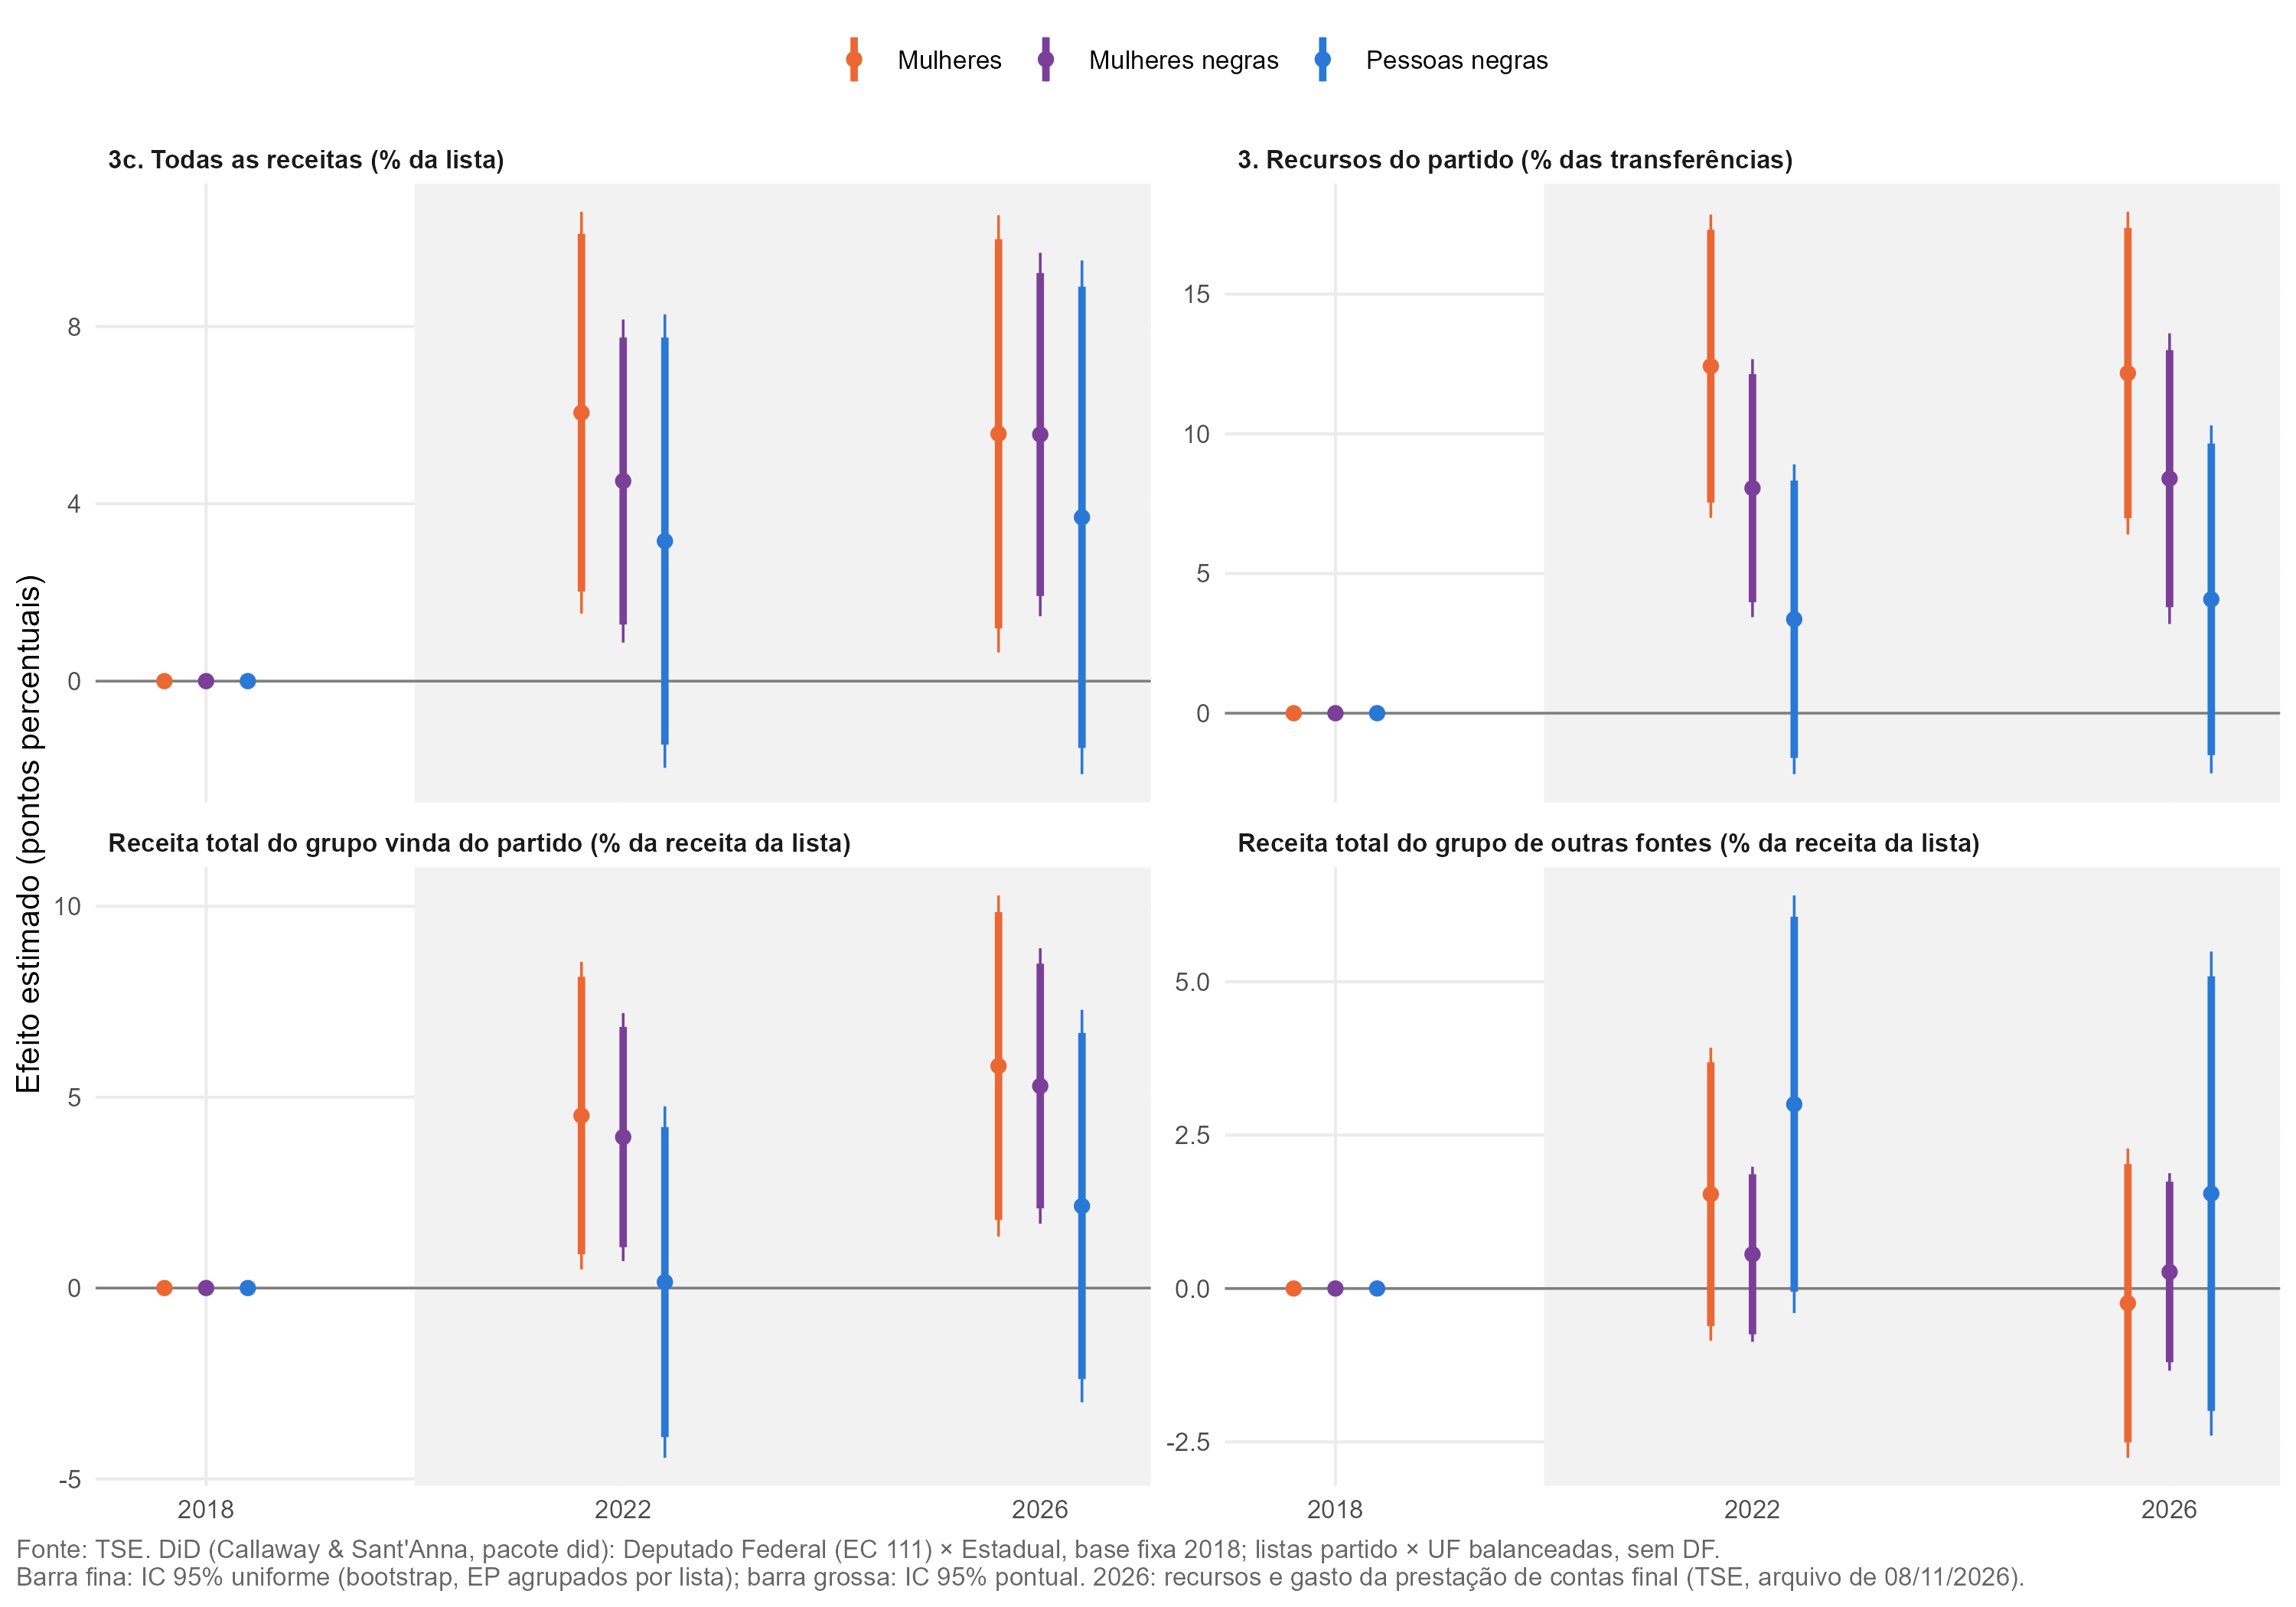 Mulheres
Mulheres negras
Pessoas negras
Efeito estimado (pontos percentuais)
3c. Todas as receitas (% da lista)
8
4
0
3. Recursos do partido (% das transferências)
15
10
5
0
Receita total do grupo vinda do partido (% da receita da lista)
10
5
0
-5
2018
2022
2026
Receita total do grupo de outras fontes (% da receita da lista)
5.0
2.5
0.0
-2.5
2018
2022
2026
Fonte: TSE. DiD (Callaway & Sant'Anna, pacote did): Deputado Federal (EC 111) × Estadual, base fixa 2018; listas partido × UF balanceadas, sem DF.
Barra fina: IC 95% uniforme (bootstrap, EP agrupados por lista); barra grossa: IC 95% pontual. 2026: recursos e gasto da prestação de contas final (TSE, arquivo de 08/11/2026).